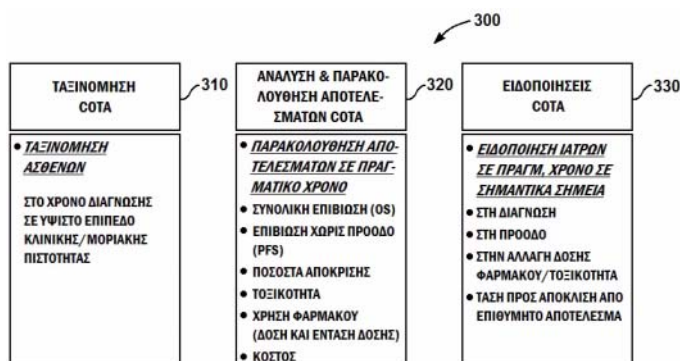 300
ΤΑΞΙΝΟΜΗΣΗ
COTA
310
• ΤΑΞΙΝΟΜΗΣΗ
ΑΣΘΕΝΩΝ
ΣΤΟ ΧΡΟΝΟ ΔΙΑΓΝΩΣΗΣ
ΣΕ ΥΨΙΣΤΟ ΕΠΙΠΕΔΟ
ΚΛΙΝΙΚΗΣ/ΜΟΡΙΑΚΗΣ
ΠΙΣΤΟΤΗΤΑΣ
ΑΝΑΛΥΣΗ & ΠΑΡΑΚΟ-
ΛΟΥΘΗΣΗ ΑΠΟΤΕΛΕ-
ΣΜΑΤΩΝ COTA
320
• ΠΑΡΑΚΟΛΟΥΘΗΣΗ ΑΠΟ-
ΤΕΛΕΣΜΑΤΩΝ ΣΕ ΠΡΑΓ-
ΜΑΤΙΚΟ ΧΡΟΝΟ
• ΣΥΝΟΛΙΚΗ ΕΠΙΒΙΩΣΗ (OS)
• ΕΠΙΒΙΩΣΗ ΧΩΡΙΣ ΠΡΟΟΔΟ
(PFS)
• ΠΟΣΟΣΤΑ ΑΠΟΚΡΙΣΗΣ
• ΤΟΞΙΚΟΤΗΤΑ
• ΧΡΗΣΗ ΦΑΡΜΑΚΟΥ
(ΔΟΣΗ ΚΑΙ ΕΝΤΑΣΗ ΔΟΣΗΣ)
• ΚΟΣΤΟΣ
ΕΙΔΟΠΟΙΗΣΕΙΣ
COTA
330
• ΕΙΔΟΠΟΙΗΣΗ ΙΑΤΡΩΝ
ΣΕ ΠΡΑΓΜ, ΧΡΟΝΟ ΣΕ
ΣΗΜΑΝΤΙΚΑ ΣΗΜΕΙΑ
• ΣΤΗ ΔΙΑΓΝΩΣΗ
• ΣΤΗ ΠΡΟΟΔΟ
• ΣΤΗΝ ΑΛΛΑΓΗ ΔΟΣΗΣ
ΦΑΡΜΑΚΟΥ/ΤΟΞΙΚΟΤΗΤΑ
• ΤΑΣΗ ΠΡΟΣ ΑΠΟΚΛΙΣΗ ΑΠΟ
ΕΠΙΘΥΜΗΤΟ ΑΠΟΤΕΛΕΣΜΑ